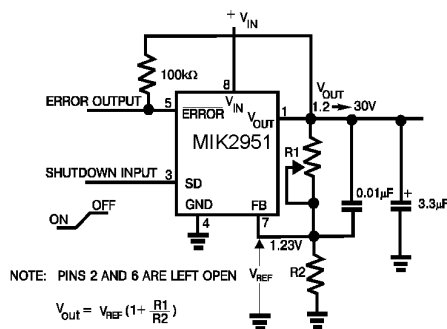 + VIN
100kΩ
8
VIN
ERROR OUTPUT
5
ERROR
VOUT
1
VOUT
1.2 → 30V
MIK2951
R1
SHUTDOWN INPUT
3
SD
0.01µF
+
3.3µF
ON
OFF
GND
FB
4
7
1.23V
VREF
R2
NOTE: PINS 2 AND 6 ARE LEFT OPEN
Vout = VREF (1+ R1
R2)